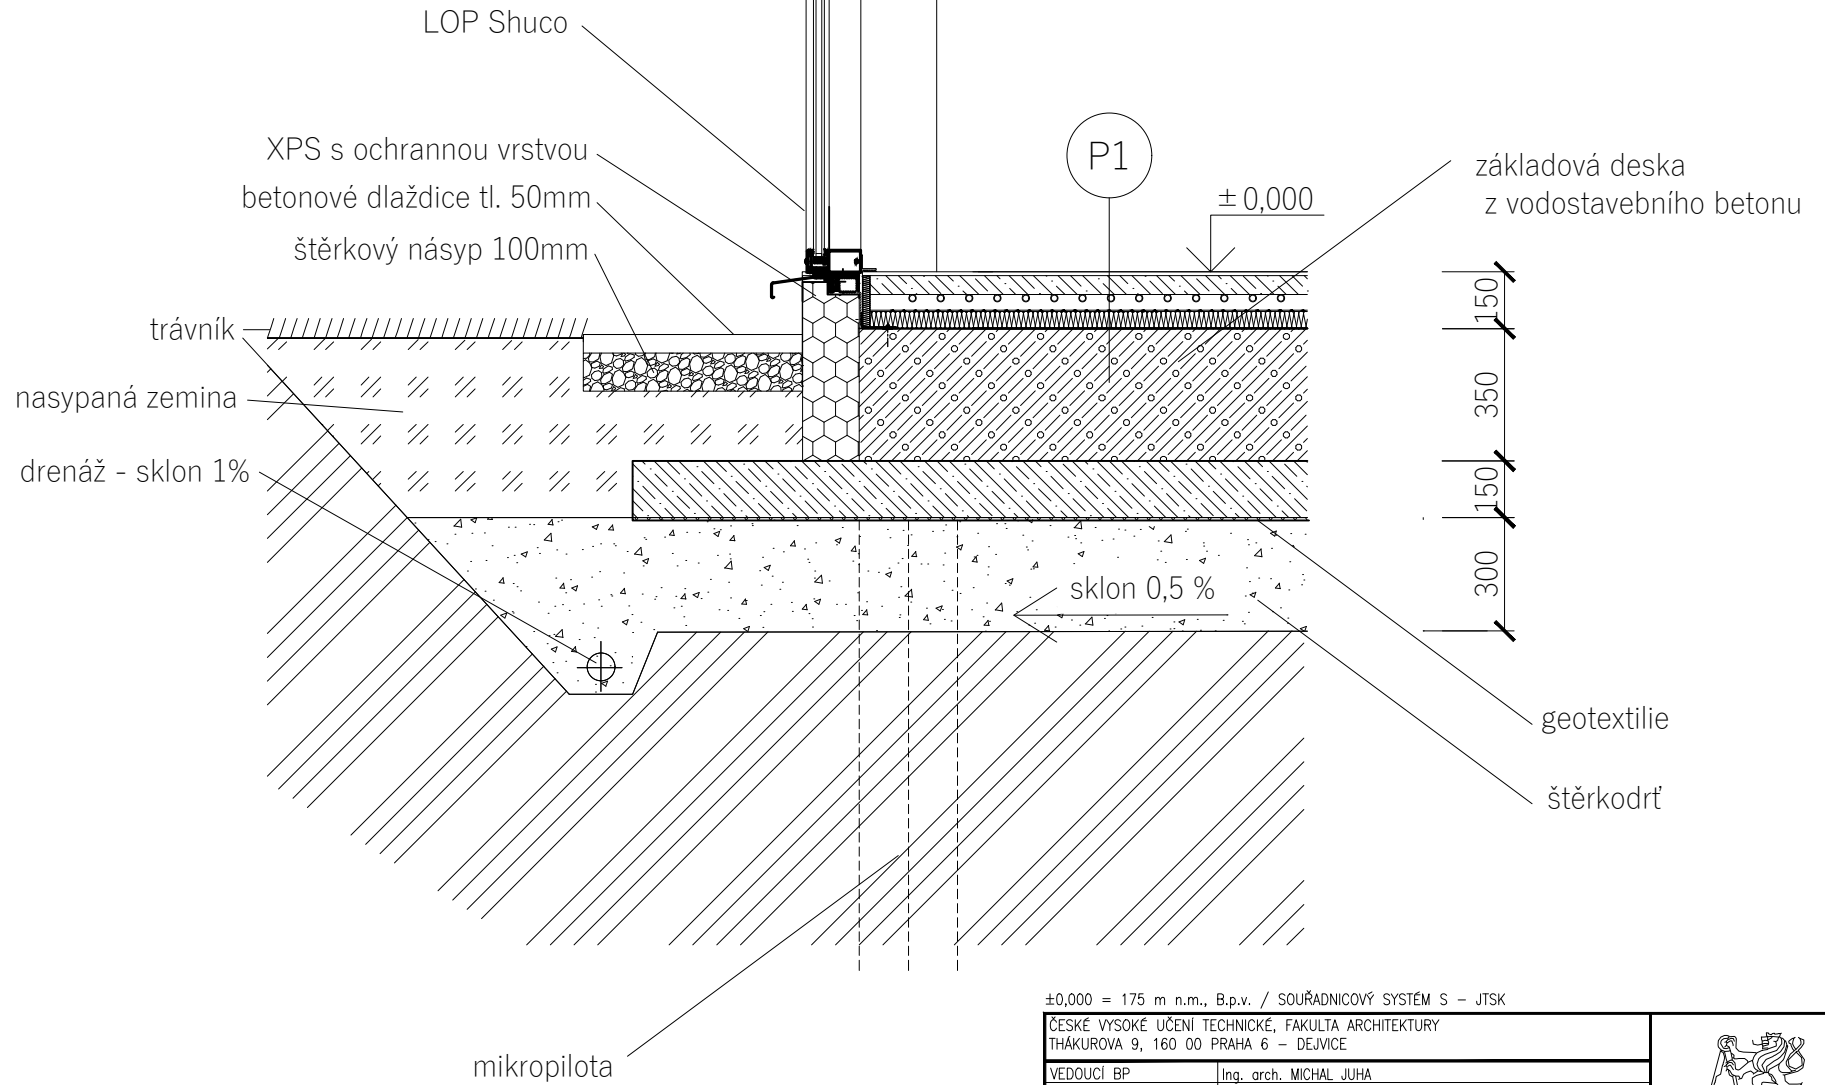 LOP Shuco
XPS s ochrannou vrstvou
betonové dlaždice tl. 50mm
štěrkový násyp 100mm
trávník
nasypaná zemina
drenáž - sklon 1%
P1
±0,000
základová deska
z vodostavebního betonu
150
350
150
300
sklon 0,5 %
geotextilie
štěrkodrť
mikropilota
±0,000 = 175 m n.m., B.p.v. / SOUŘADNICOVÝ SYSTÉM S - JTSK
ČESKÉ VYSOKÉ UČENÍ TECHNICKÉ, FAKULTA ARCHITEKTURY
THÁKUROVA 9, 160 00 PRAHA 6 - DEJVICE
VEDOUCÍ BP
Ing. arch. MICHAL JUHA